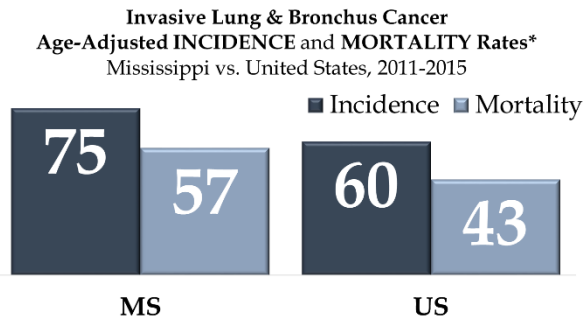 Invasive Lung & Bronchus Cancer
Age-Adjusted INCIDENCE and MORTALITY Rates*
Mississippi vs. United States, 2011-2015
Incidence Mortality
75 57 60 43
MS US